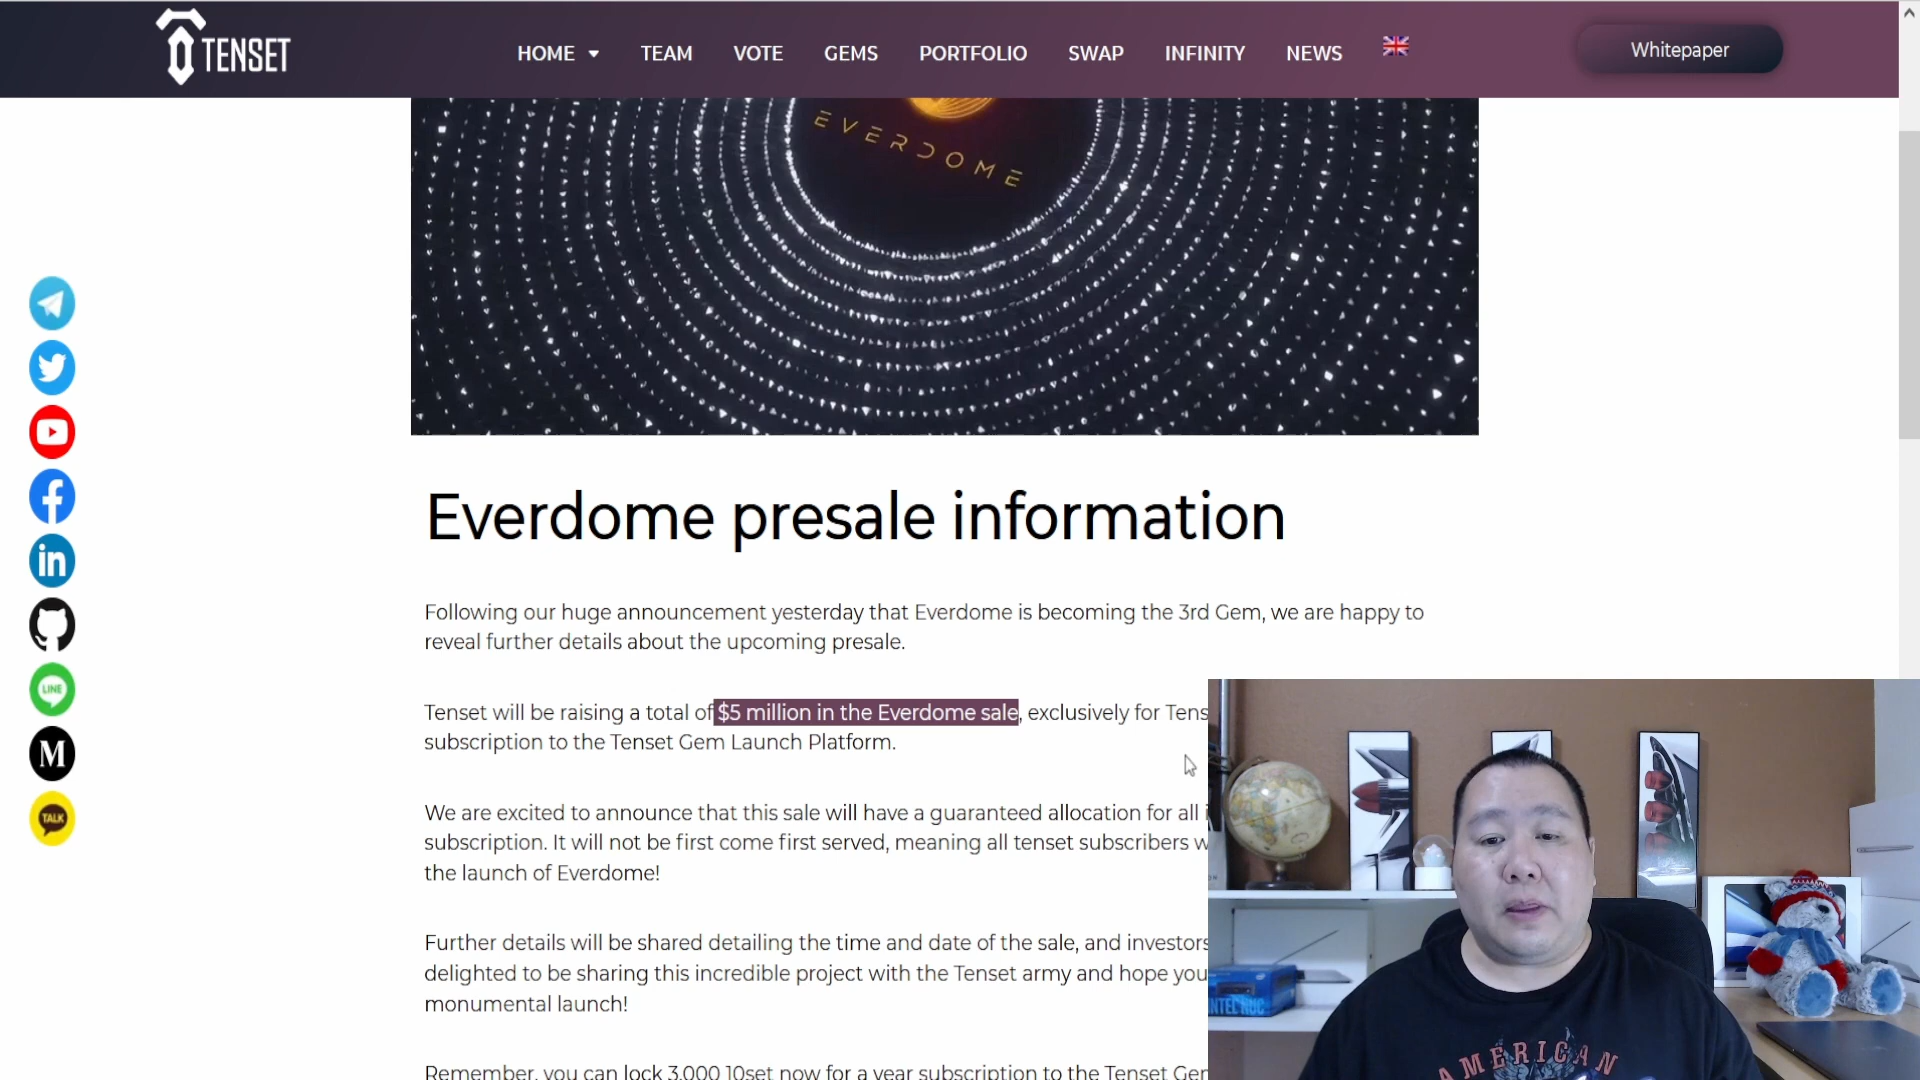 TENSET
HOME TEAM VOTE GEMS PORTFOLIO SWAP INFINITY NEWS Whitepaper
EVERDOME
Everdome presale information
Following our huge announcement yesterday that Everdome is becoming the 3rd Gem, we are happy to
reveal further details about the upcoming presale.
Tenset will be raising a total of $5 million in the Everdome sale, exclusively for Tens
subscription to the Tenset Gem Launch Platform.
We are excited to announce that this sale will have a guaranteed allocation for all i
subscription. It will not be first come first served, meaning all tenset subscribers w
the launch of Everdome!
Further details will be shared detailing the time and date of the sale, and investors
delighted to be sharing this incredible project with the Tenset army and hope you
monumental launch!
Remember, you can lock 3,000 10set now for a year subscription to the Tenset Gem
in
LINE
M
TALK
NTEL NUC
AMERICAN